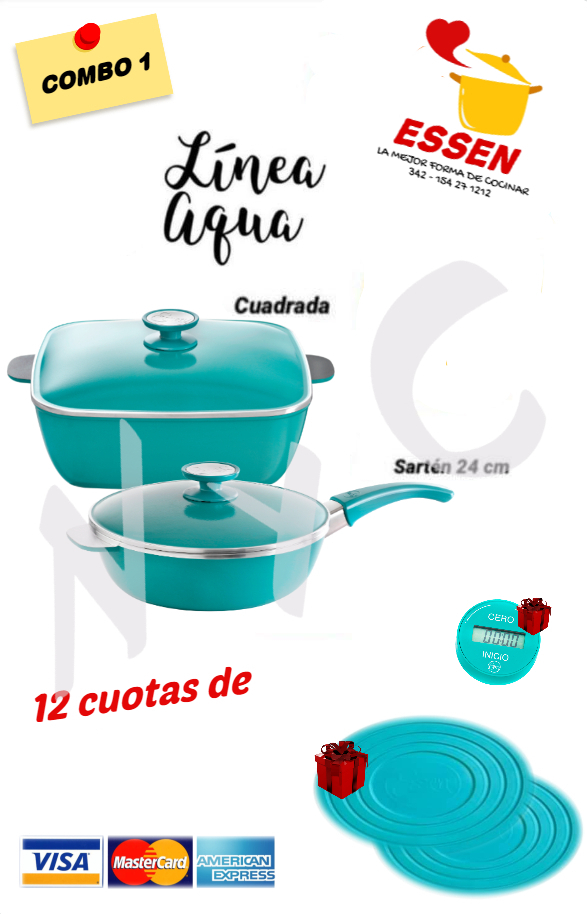 COMBO 1
ESSEN
LA MEJOR FORMA DE COCINAR
342 - 154 27 1212
Línea
Aqua
Cuadrada
Sartén 24 cm
NHC
CERO
INICIO
12 cuotas de
VISA
MasterCard
AMERICAN
EXPRESS